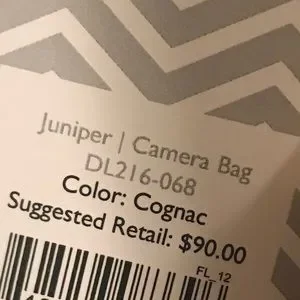 Juniper | Camera Bag
DL216-068
Color: Cognac
Suggested Retail: $90.00
FL_12